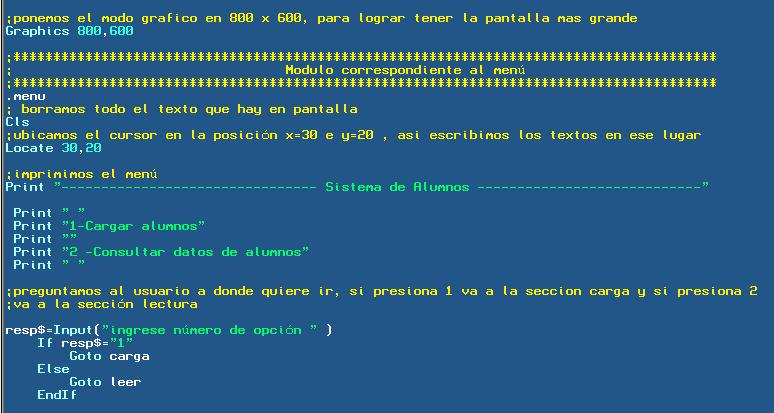 ;ponemos el modo grafico en 800 x 600, para lograr tener la pantalla mas grande
Graphics 800,600
;****************************************************************************************
;                                  Modulo correspondiente al menú
;****************************************************************************************
.menu
; borramos todo el texto que hay en pantalla
Cls
;ubicamos el cursor en la posición x=30 e y=20 , asi escribimos los textos en ese lugar
Locate 30,20
;imprimimos el menú
Print "-------------------------------- Sistema de Alumnos ----------------------------"
Print " "
Print "1-Cargar alumnos"
Print ""
Print "2 -Consultar datos de alumnos"
Print " "
;preguntamos al usuario a donde quiere ir, si presiona 1 va a la seccion carga y si presiona 2
;va a la sección lectura
resp$=Input("ingrese número de opción " )
If resp$="1"
Goto carga
Else
Goto leer
EndIf